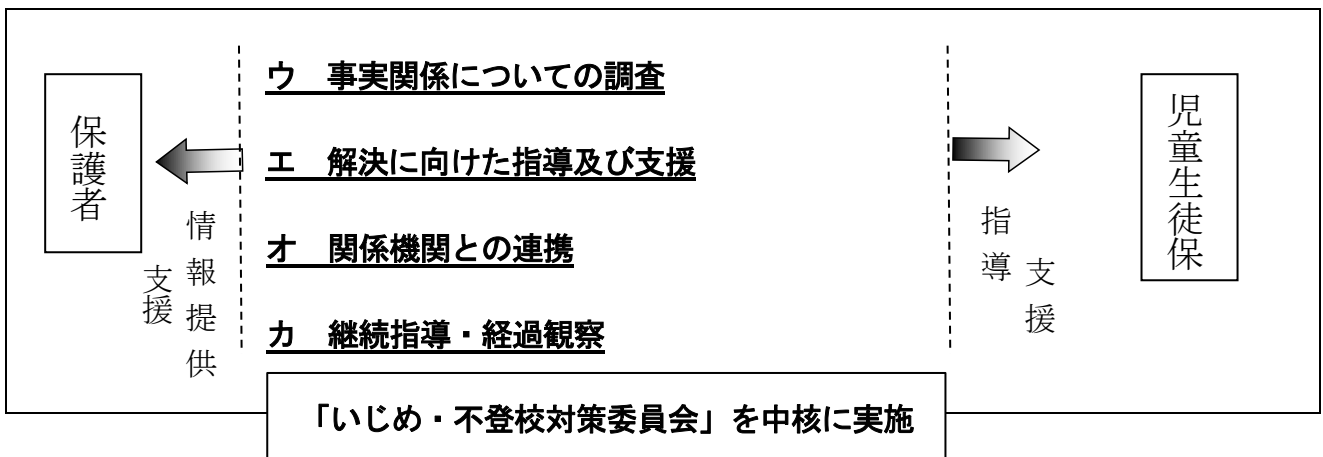 保護者
情報提供
支援
ウ 事実関係についての調査
エ 解決に向けた指導及び支援
オ 関係機関との連携
カ 継続指導・経過観察
「いじめ・不登校対策委員会」を中核に実施
指導
支援
児童生徒保